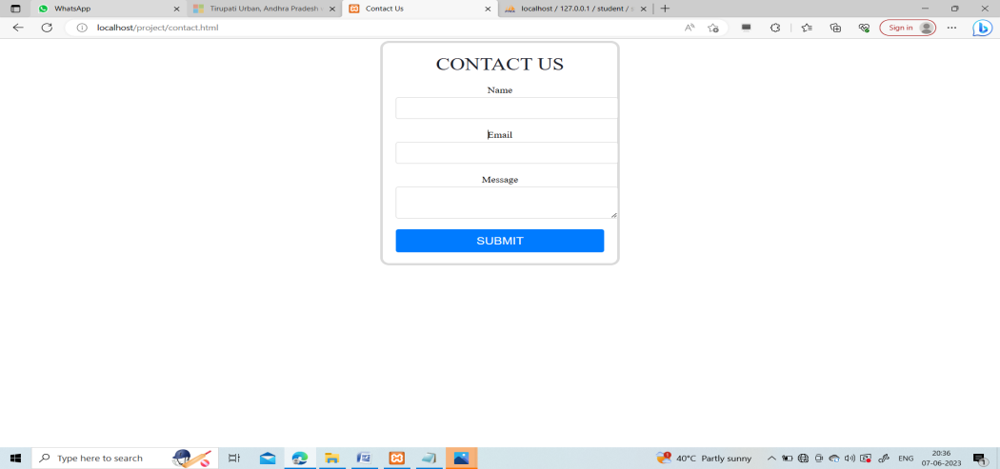 WhatsApp
Tirupati Urban, Andhra Pradesh
Contact Us
localhost / 127.0.0.1 / student / s
localhost/project/contact.html
Sign in
CONTACT US
Name
Email
Message
SUBMIT
Type here to search
40°C Partly sunny
ENG
20:36
07-06-2023